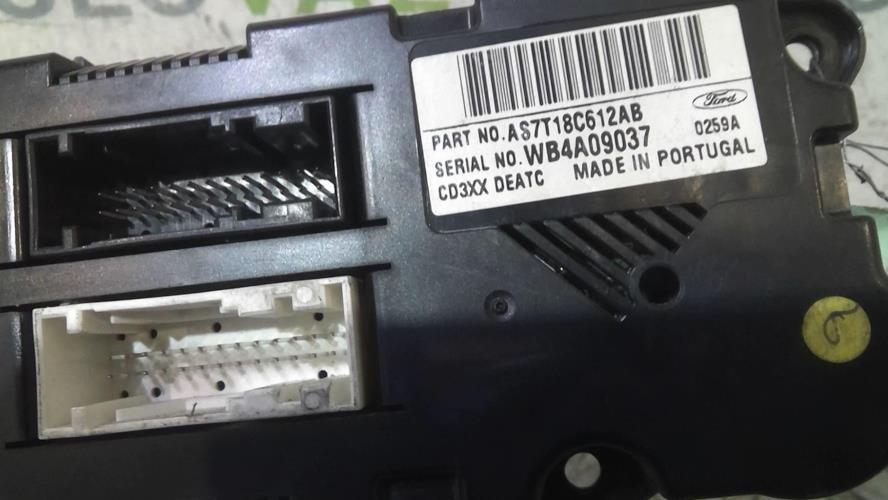 PART NO. AS7T18C612AB
Ford
SERIAL NO. WB4A09037
0259A
CD3XX DEATC MADE IN PORTUGAL